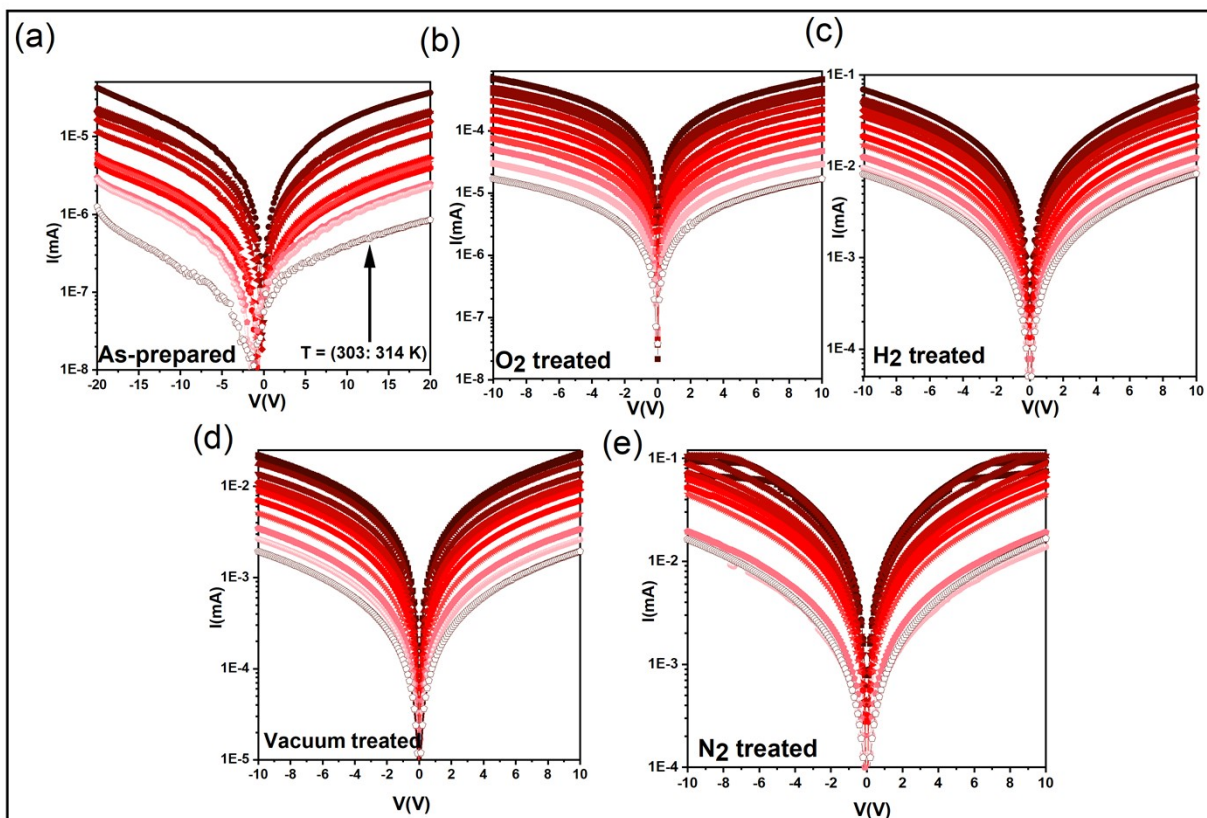 (a)
I(mA)
1E-5
1E-6
1E-7
1E-8
As-prepared
T = (303: 314 K)
-20 -15 -10 -5 0 5 10 15 20
V(V)
(b)
I(mA)
1E-4
1E-5
1E-6
1E-7
1E-8
O2 treated
-10 -8 -6 -4 -2 0 2 4 6 8 10
V(V)
(c)
I(mA)
1E-1
1E-2
1E-3
1E-4
H2 treated
-10 -8 -6 -4 -2 0 2 4 6 8 10
V(V)
(d)
I(mA)
1E-2
1E-3
1E-4
1E-5
Vacuum treated
-10 -8 -6 -4 -2 0 2 4 6 8 10
V(V)
(e)
I(mA)
1E-1
1E-2
1E-3
1E-4
N2 treated
-10 -8 -6 -4 -2 0 2 4 6 8 10
V(V)